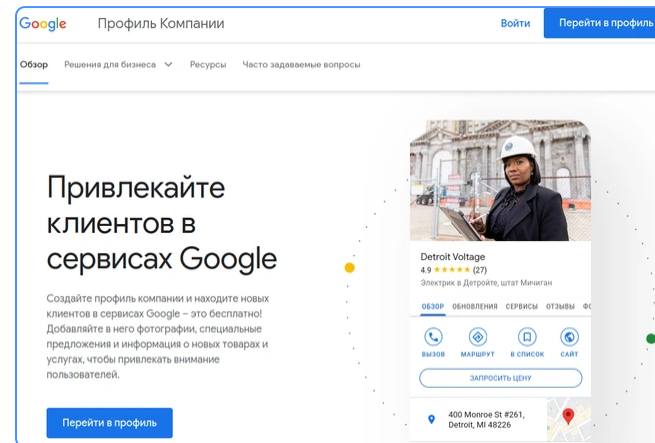 Google Профиль Компании Войти Перейти в профиль
Обзор Решения для бизнеса Ресурсы Часто задаваемые вопросы
Привлекайте
клиентов в
сервисах Google
Создайте профиль компании и находите новых
клиентов в сервисах Google – это бесплатно!
Добавляйте в него фотографии, специальные
предложения и информация о новых товарах и
услугах, чтобы привлекать внимание
пользователей.
Перейти в профиль
Detroit Voltage
4.9 ★★★★★ (27)
Электрик в Детройте, штат Мичиган
ОБЗОР ОБНОВЛЕНИЯ СЕРВИСЫ ОТЗЫВЫ ФО
ВЫЗОВ МАРШРУТ В СПИСОК САЙТ
ЗАПРОСИТЬ ЦЕНУ
400 Monroe St #261,
Detroit, MI 48226